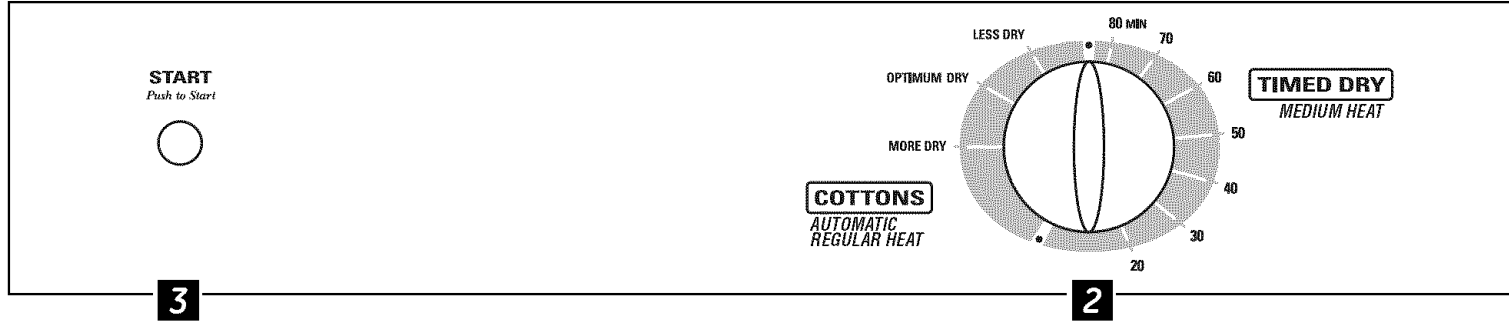 START
Push to Start
LESS DRY
OPTIMUM DRY
MORE DRY
COTTONS
AUTOMATIC
REGULAR HEAT
80 MIN
70
60
50
40
30
20
TIMED DRY
MEDIUM HEAT
3
2